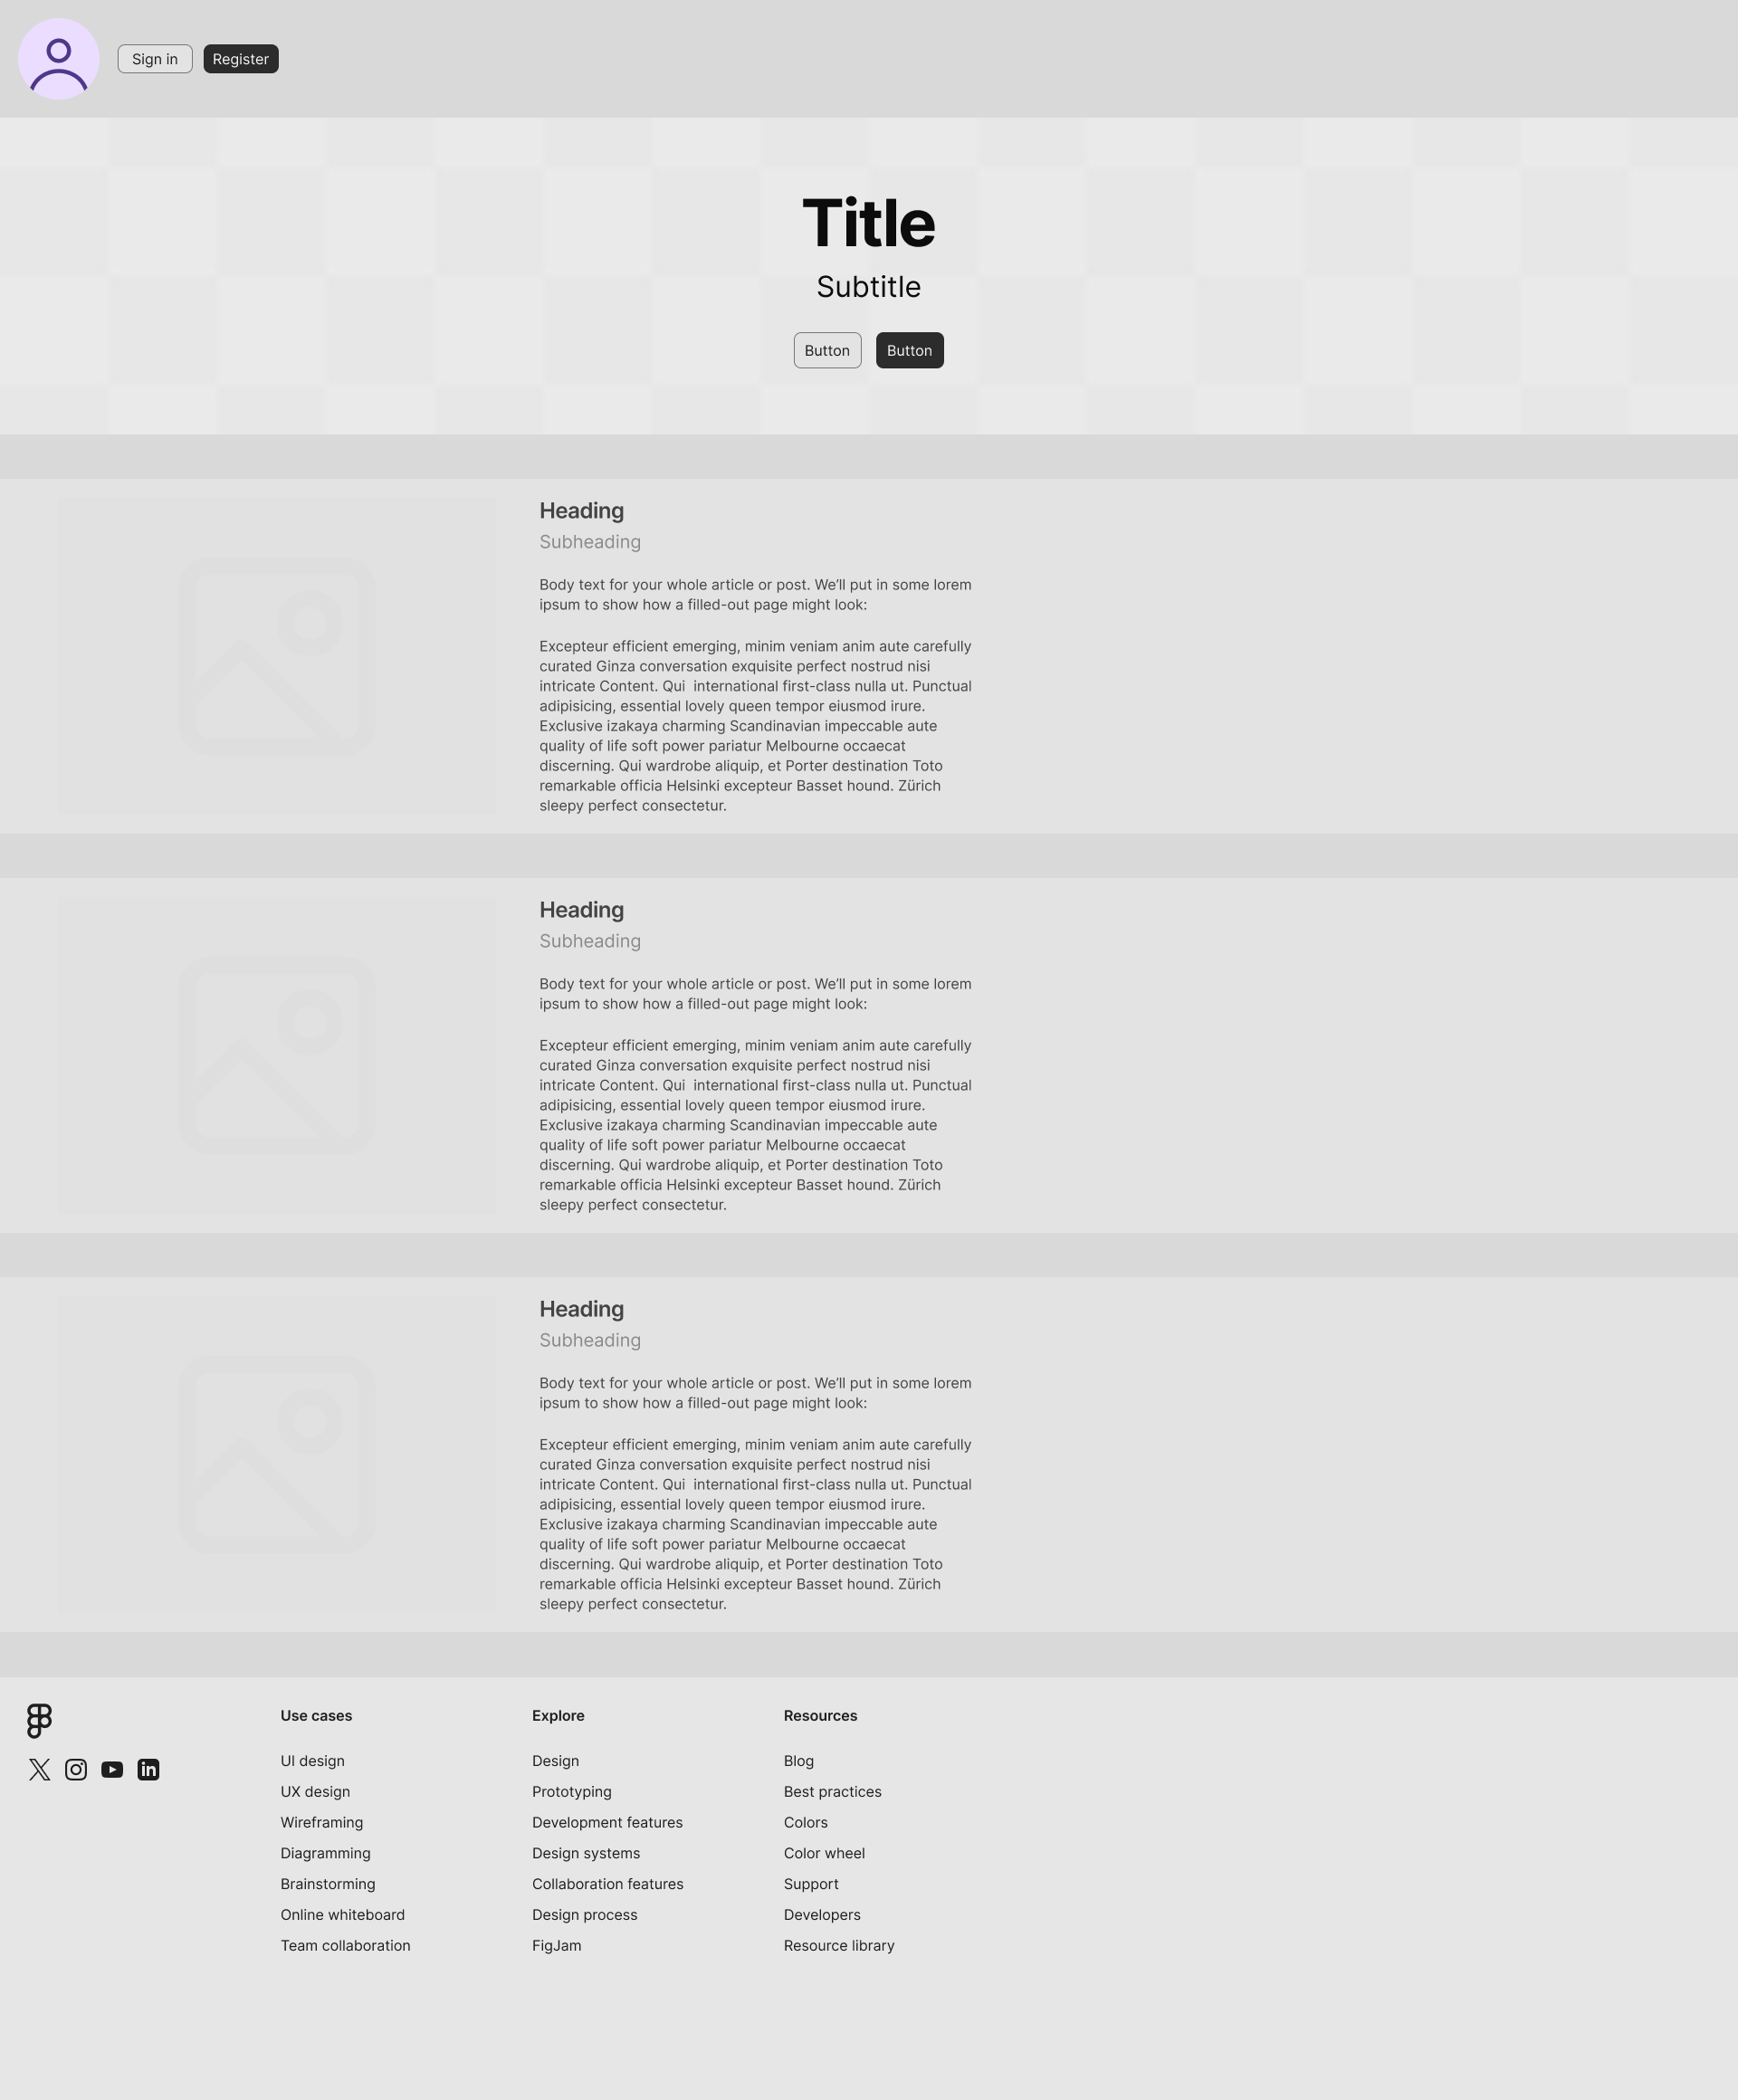 Sign in
Register
Title
Subtitle
Button
Button
Heading
Subheading
Body text for your whole article or post. We’ll put in some lorem
ipsum to show how a filled-out page might look:
Excepteur efficient emerging, minim veniam anim aute carefully
curated Ginza conversation exquisite perfect nostrud nisi
intricate Content. Qui  international first-class nulla ut. Punctual
adipisicing, essential lovely queen tempor eiusmod irure.
Exclusive izakaya charming Scandinavian impeccable aute
quality of life soft power pariatur Melbourne occaecat
discerning. Qui wardrobe aliquip, et Porter destination Toto
remarkable officia Helsinki excepteur Basset hound. Zürich
sleepy perfect consectetur.
Heading
Subheading
Body text for your whole article or post. We’ll put in some lorem
ipsum to show how a filled-out page might look:
Excepteur efficient emerging, minim veniam anim aute carefully
curated Ginza conversation exquisite perfect nostrud nisi
intricate Content. Qui  international first-class nulla ut. Punctual
adipisicing, essential lovely queen tempor eiusmod irure.
Exclusive izakaya charming Scandinavian impeccable aute
quality of life soft power pariatur Melbourne occaecat
discerning. Qui wardrobe aliquip, et Porter destination Toto
remarkable officia Helsinki excepteur Basset hound. Zürich
sleepy perfect consectetur.
Heading
Subheading
Body text for your whole article or post. We’ll put in some lorem
ipsum to show how a filled-out page might look:
Excepteur efficient emerging, minim veniam anim aute carefully
curated Ginza conversation exquisite perfect nostrud nisi
intricate Content. Qui  international first-class nulla ut. Punctual
adipisicing, essential lovely queen tempor eiusmod irure.
Exclusive izakaya charming Scandinavian impeccable aute
quality of life soft power pariatur Melbourne occaecat
discerning. Qui wardrobe aliquip, et Porter destination Toto
remarkable officia Helsinki excepteur Basset hound. Zürich
sleepy perfect consectetur.
Use cases
UI design
UX design
Wireframing
Diagramming
Brainstorming
Online whiteboard
Team collaboration
Explore
Design
Prototyping
Development features
Design systems
Collaboration features
Design process
FigJam
Resources
Blog
Best practices
Colors
Color wheel
Support
Developers
Resource library